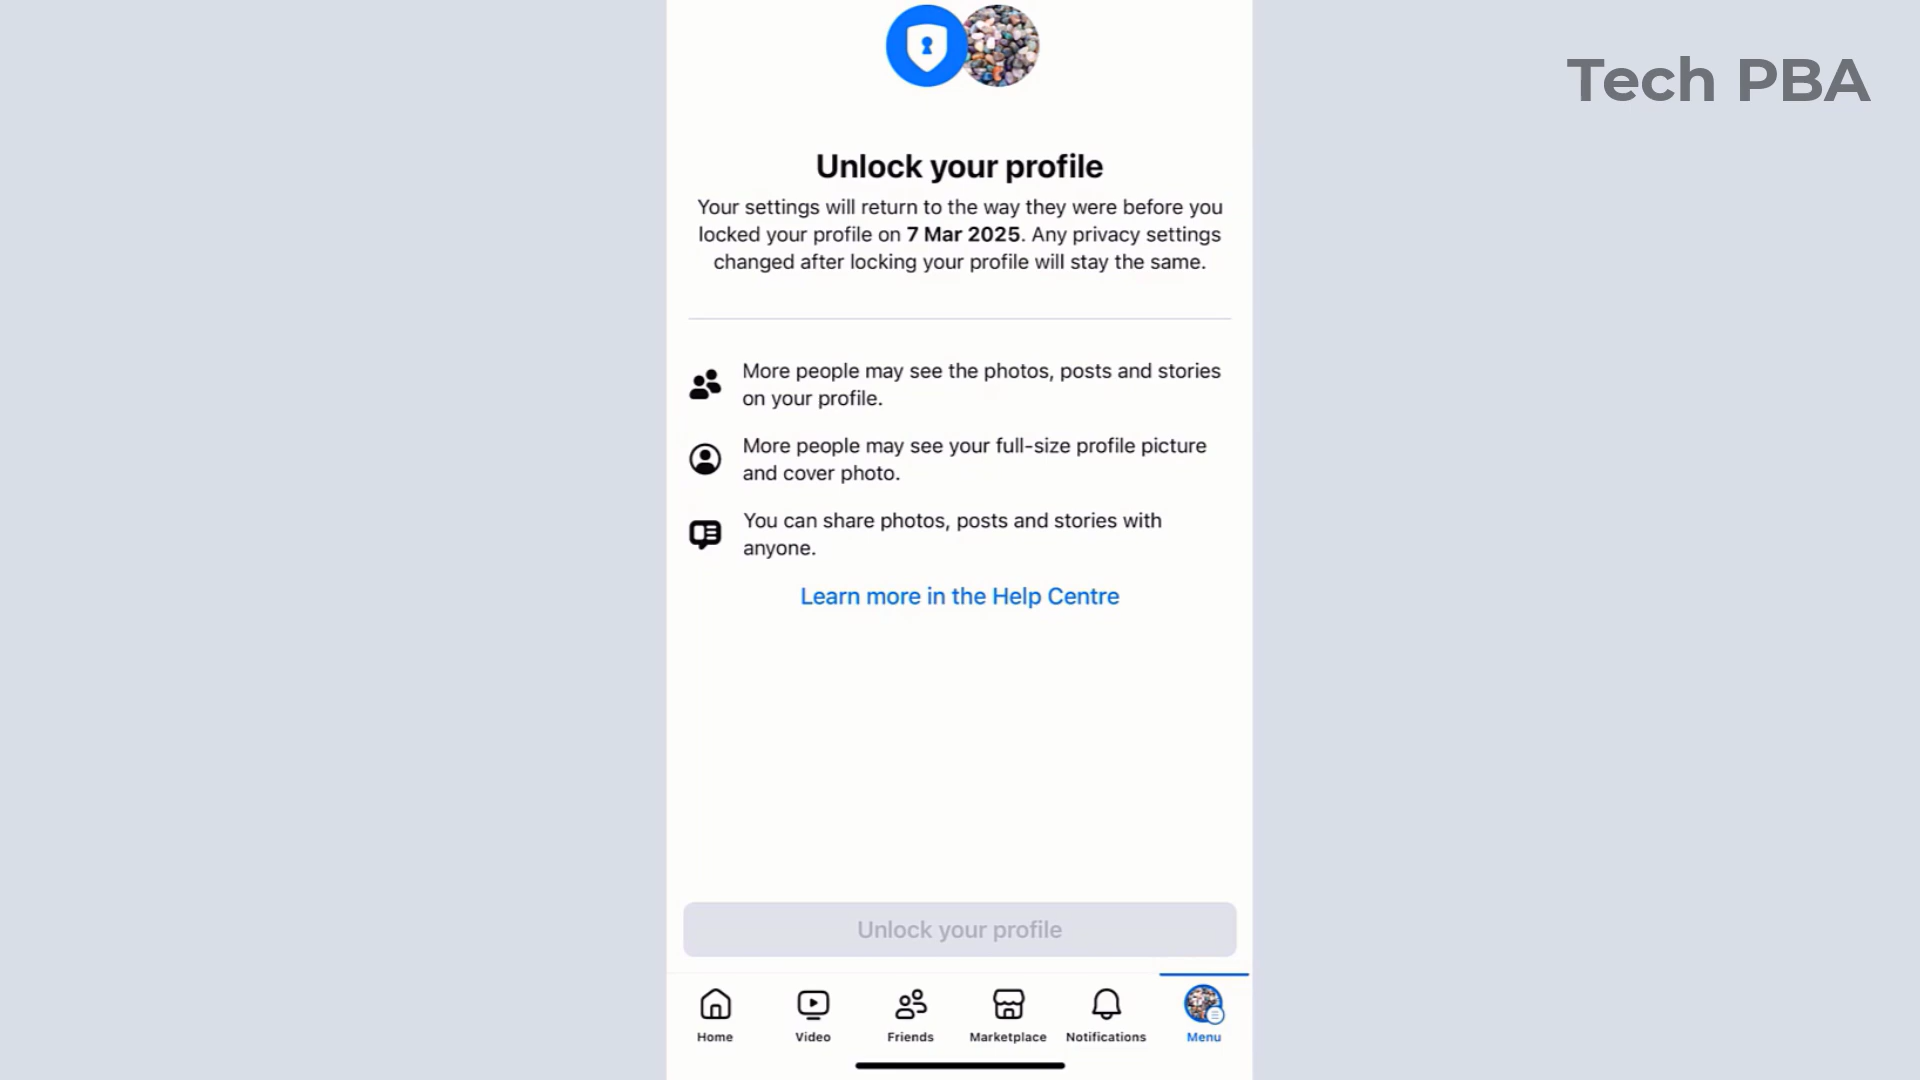 Tech PBA
Unlock your profile
Your settings will return to the way they were before you
locked your profile on 7 Mar 2025. Any privacy settings
changed after locking your profile will stay the same.
More people may see the photos, posts and stories
on your profile.
More people may see your full-size profile picture
and cover photo.
You can share photos, posts and stories with
anyone.
Learn more in the Help Centre
Unlock your profile
Home
Video
Friends
Marketplace
Notifications
Menu